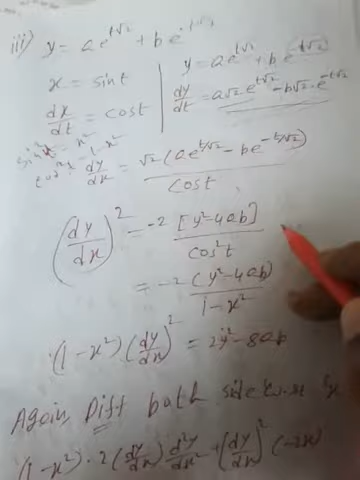 iii) y = ae^{t√2} + be^{-t√2}
x = sint | y = ae^{t√2} + be^{-t√2}
dx/dt = cost | dy/dt = a√2.e^{t√2} - b√2.e^{-t√2}
sin²t = x²
cos²t = 1-x²
dy/dx = √2 (ae^{t√2} - be^{-t√2}) / cost
(dy/dx)² = -2 [y²-4ab] / cos²t
= -2 (y²-4ab) / 1-x²
(1-x²) (dy/dx)² = 2y²-8ab
Again, Diff both side w.r.
(1-x²) . 2 (dy/dx) d²y/dx² + (dy/dx)² (-2x)